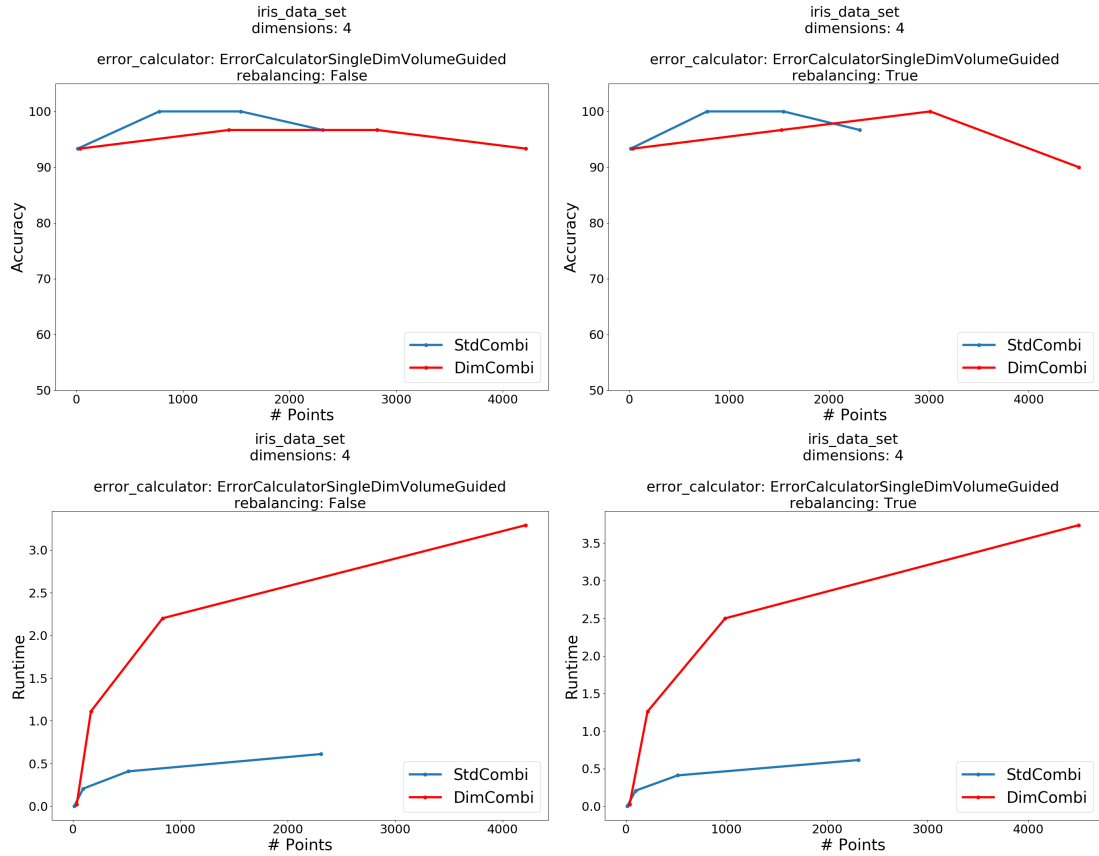 iris_data_set
dimensions: 4
error_calculator: ErrorCalculatorSingleDimVolumeGuided
rebalancing: False
100
90
80
70
60
50
Accuracy
0 1000 2000 3000 4000
# Points
StdCombi
DimCombi
iris_data_set
dimensions: 4
error_calculator: ErrorCalculatorSingleDimVolumeGuided
rebalancing: True
100
90
80
70
60
50
Accuracy
0 1000 2000 3000 4000
# Points
StdCombi
DimCombi
iris_data_set
dimensions: 4
error_calculator: ErrorCalculatorSingleDimVolumeGuided
rebalancing: False
3.0
2.5
2.0
1.5
1.0
0.5
0.0
Runtime
0 1000 2000 3000 4000
# Points
StdCombi
DimCombi
iris_data_set
dimensions: 4
error_calculator: ErrorCalculatorSingleDimVolumeGuided
rebalancing: True
3.5
3.0
2.5
2.0
1.5
1.0
0.5
0.0
Runtime
0 1000 2000 3000 4000
# Points
StdCombi
DimCombi